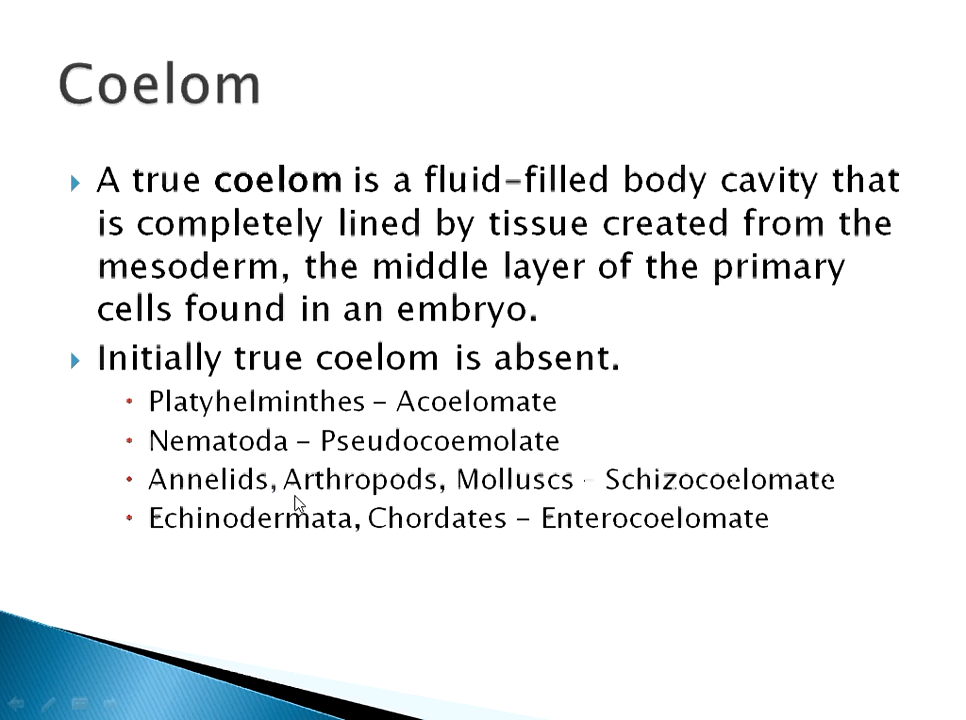 Coelom
A true coelom is a fluid-filled body cavity that
is completely lined by tissue created from the
mesoderm, the middle layer of the primary
cells found in an embryo.
Initially true coelom is absent.
Platyhelminthes – Acoelomate
Nematoda – Pseudocoemolate
Annelids, Arthropods, Molluscs – Schizocoelomate
Echinodermata, Chordates – Enterocoelomate